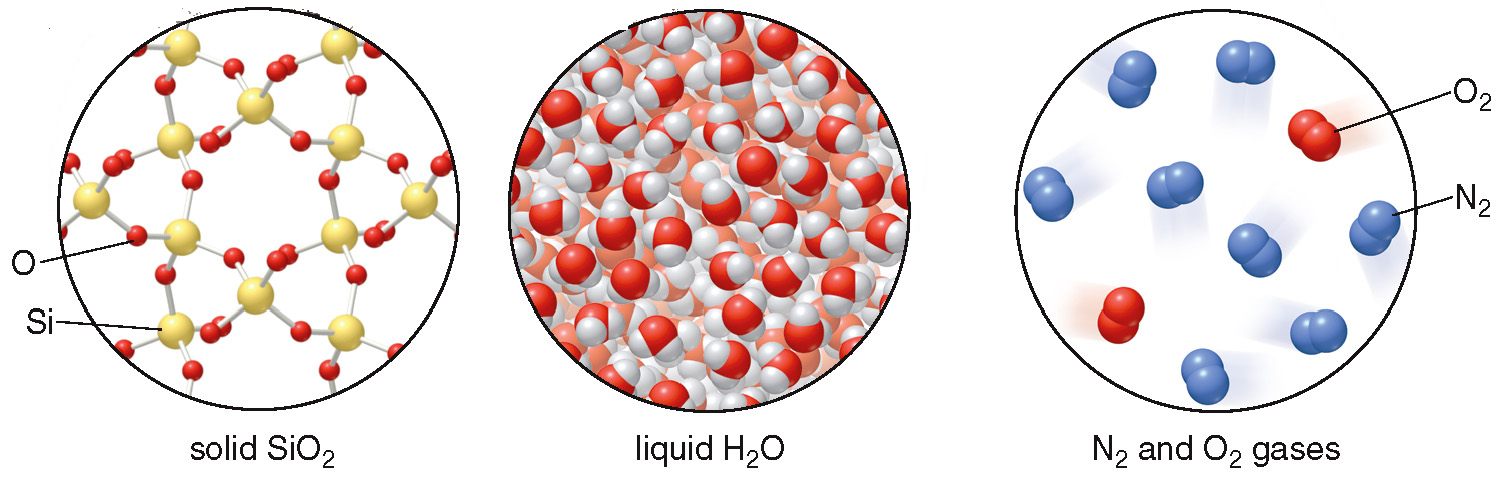 O
Si
solid SiO₂
liquid H₂O
O₂
N₂
N₂ and O₂ gases